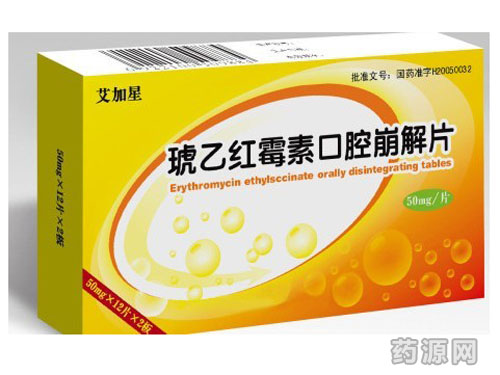 批准文号：国药准字H20050032
艾加星
琥乙红霉素口腔崩解片
Erythromycin ethylsccinate orally disintegrating tables
50mg/片
50mg×12片×2板
50mg×12片×2板
药源网